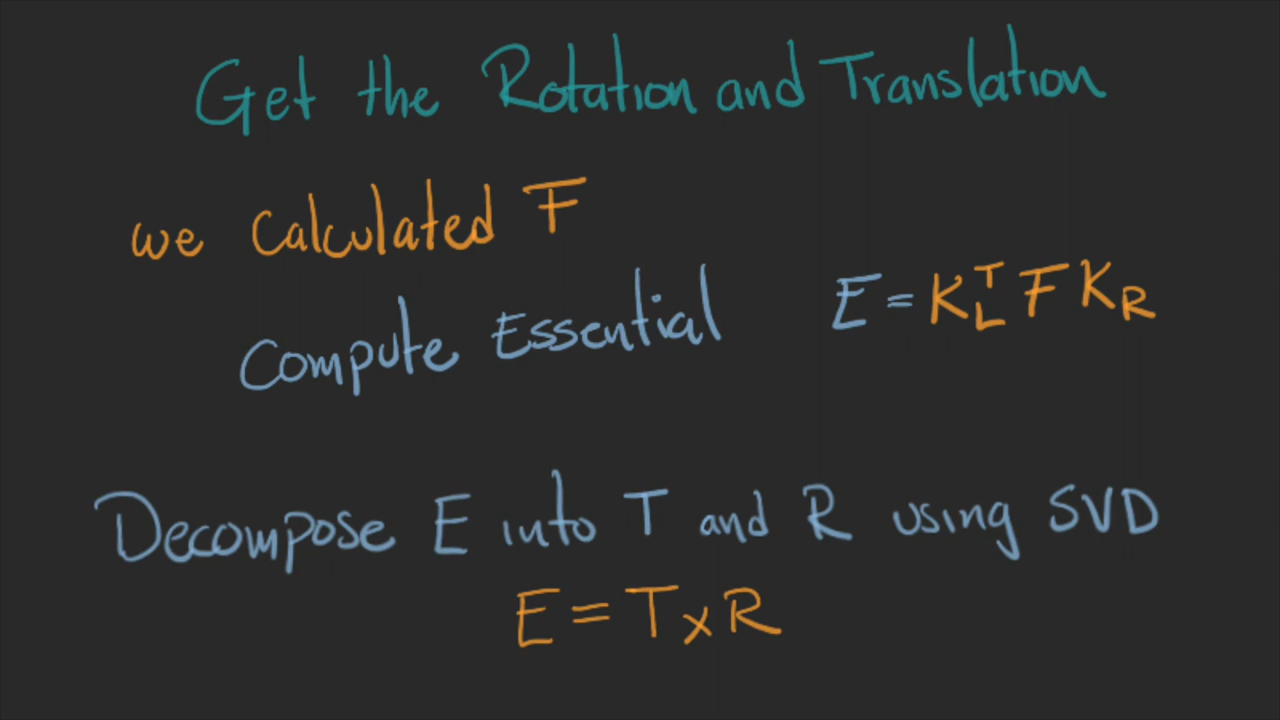 Get the Rotation and Translation
we Calculated F
Compute Essential E = K_L^T F K_R
Decompose E into T and R using SVD
E = T x R